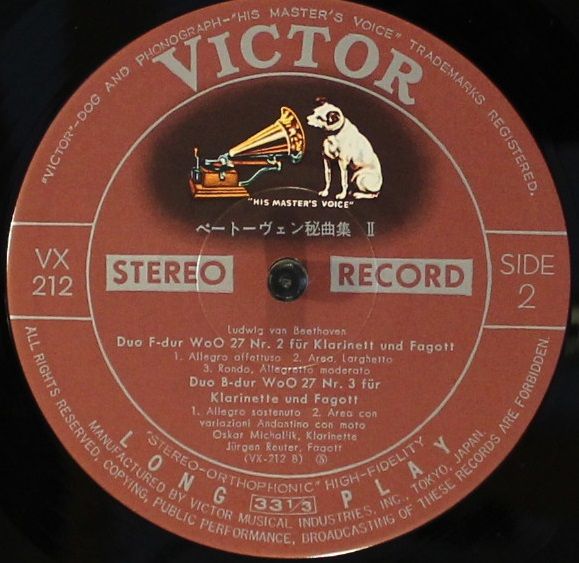 "VICTOR"-DOG AND PHONOGRAPH-"HIS MASTER'S VOICE" TRADEMARKS REGISTERED.
VICTOR
"HIS MASTER'S VOICE"
ベートーヴェン秘曲集 Ⅱ
VX
212
STEREO RECORD
SIDE
2
Ludwig van Beethoven
Duo F-dur WoO 27 Nr. 2 für Klarinett und Fagott
1. Allegro offettuso 2. Area, Larghetto
3. Rondo, Allegretto moderato
Duo B-dur WoO 27 Nr. 3 für
Klarinette und Fagott
1. Allegro sostenuto 2. Area con
variazioni Andantino con moto
Oskar Michallik, Klarinette
Jürgen Reuter, Fagott
(VX-212 B) Ⓢ
"STEREO-ORTHOPHONIC" HIGH-FIDELITY
LONG 33 1/3 PLAY
MANUFACTURED BY VICTOR MUSICAL INDUSTRIES, INC., TOKYO, JAPAN.
ALL RIGHTS RESERVED, COPYING, PUBLIC PERFORMANCE, BROADCASTING OF THESE RECORDS ARE FORBIDDEN.